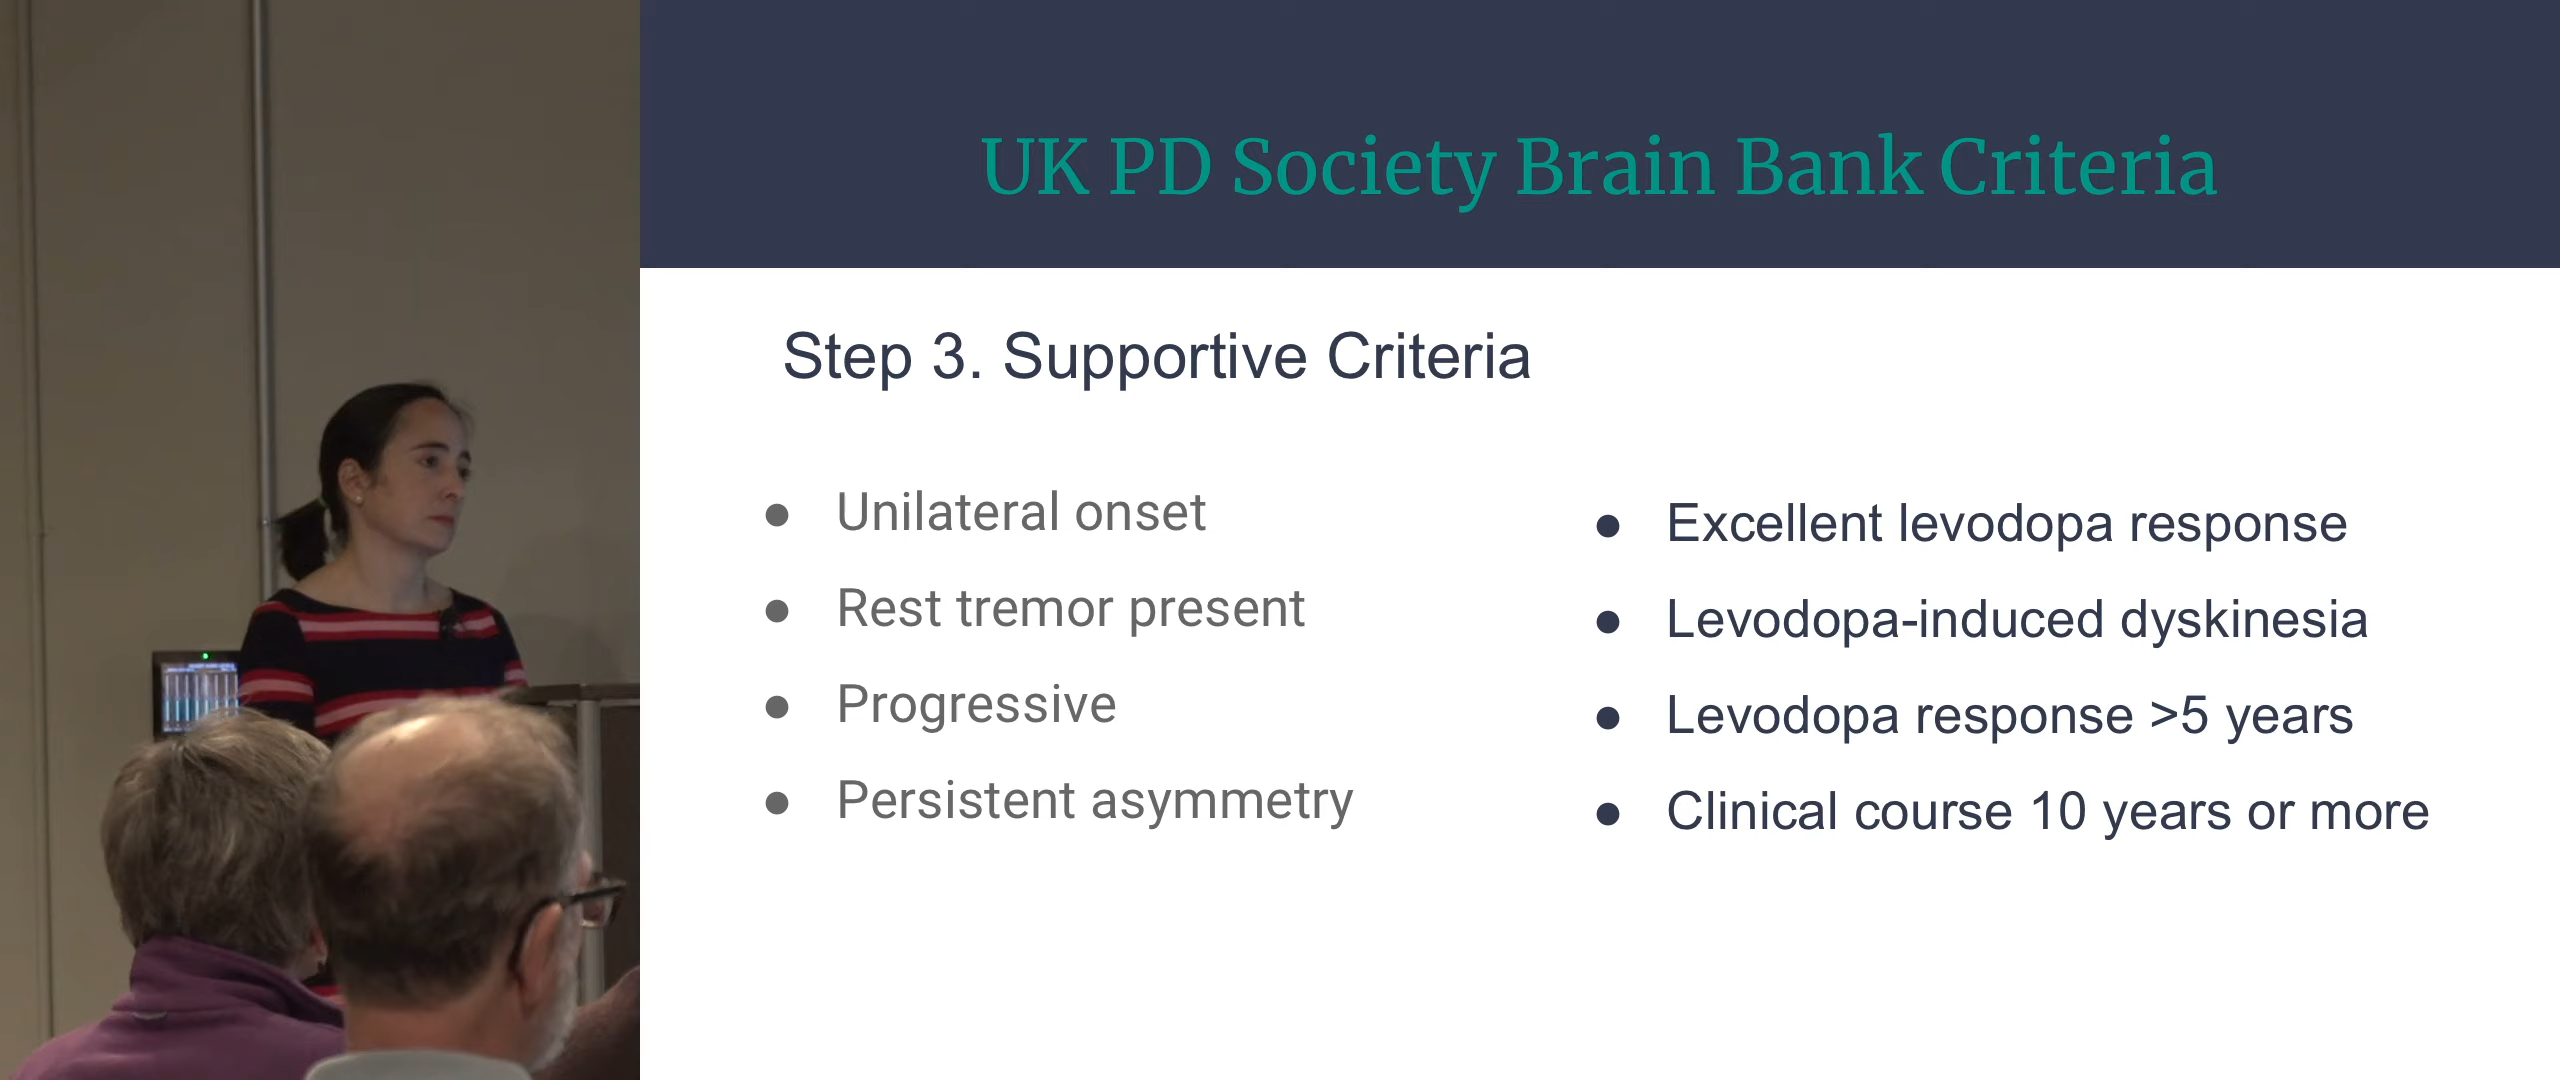 UK PD Society Brain Bank Criteria
Step 3. Supportive Criteria
● Unilateral onset
● Rest tremor present
● Progressive
● Persistent asymmetry
● Excellent levodopa response
● Levodopa-induced dyskinesia
● Levodopa response >5 years
● Clinical course 10 years or more